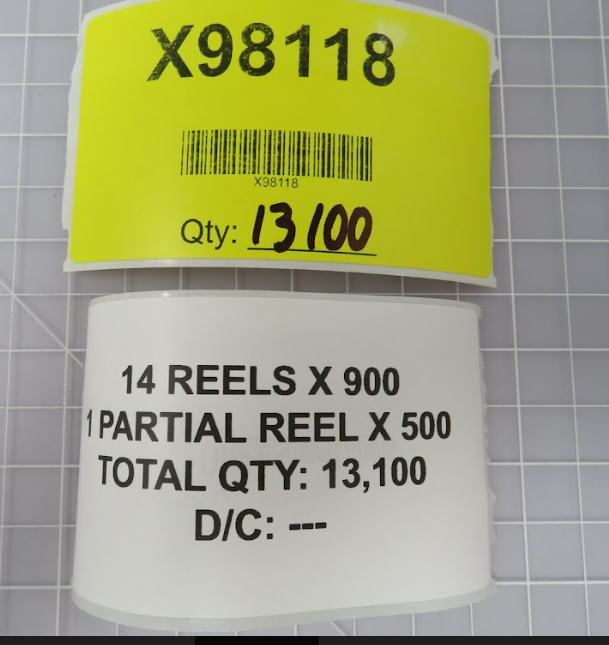 X98118
X98118
Qty: 13100
14 REELS X 900
1 PARTIAL REEL X 500
TOTAL QTY: 13,100
D/C: ---